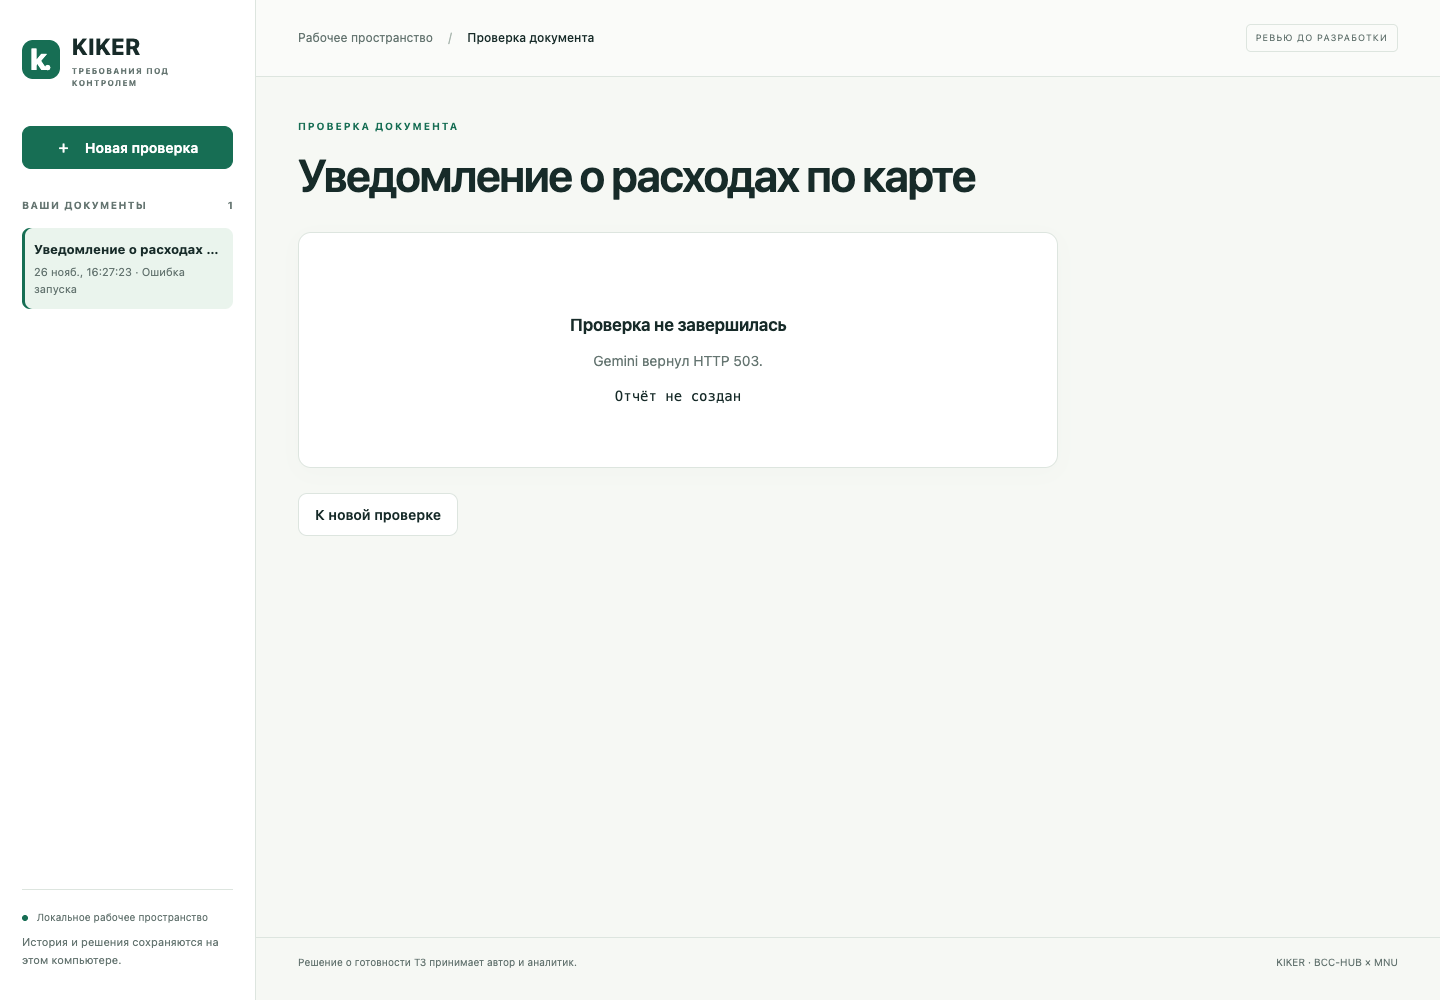 k.
KIKER
ТРЕБОВАНИЯ ПОД
КОНТРОЛЕМ
+ Новая проверка
ВАШИ ДОКУМЕНТЫ 1
Уведомление о расходах ...
26 нояб., 16:27:23 · Ошибка
запуска
Локальное рабочее пространство
История и решения сохраняются на
этом компьютере.
Рабочее пространство / Проверка документа
РЕВЬЮ ДО РАЗРАБОТКИ
ПРОВЕРКА ДОКУМЕНТА
Уведомление о расходах по карте
Проверка не завершилась
Gemini вернул HTTP 503.
Отчёт не создан
К новой проверке
Решение о готовности ТЗ принимает автор и аналитик.
KIKER · BCC-HUB × MNU